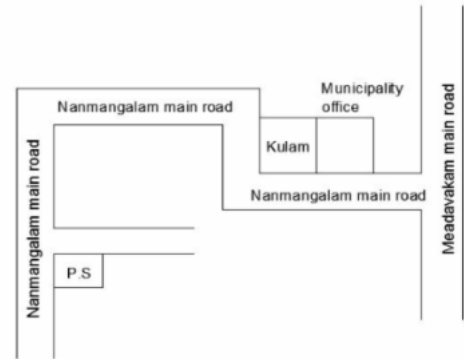 Municipality
office
Nanmangalam main road
Kulam
Meadavakam main road
Nanmangalam main road
Nanmangalam main road
P.S